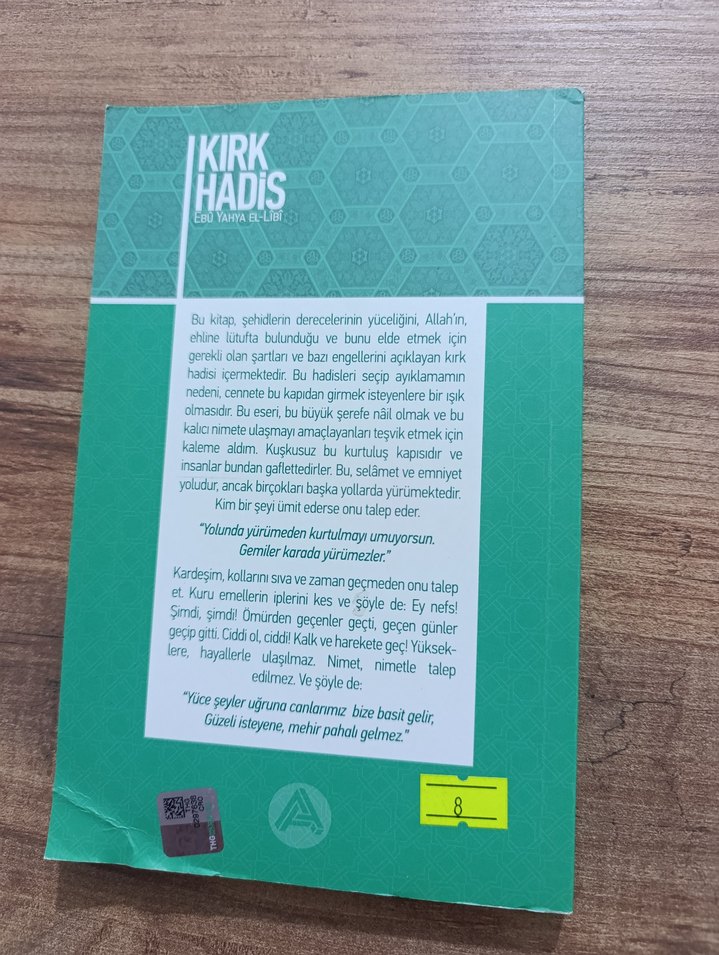 KIRK
HADİS
EBÛ YAHYA EL-LİBÎ
Bu kitap, şehidlerin derecelerinin yüceliğini, Allah'ın,
ehline lütufta bulunduğu ve bunu elde etmek için
gerekli olan şartları ve bazı engellerini açıklayan kırk
hadisi içermektedir. Bu hadisleri seçip ayıklamamın
nedeni, cennete bu kapıdan girmek isteyenlere bir ışık
olmasıdır. Bu eseri, bu büyük şerefe nâil olmak ve bu
kalıcı nimete ulaşmayı amaçlayanları teşvik etmek için
kaleme aldım. Kuşkusuz bu kurtuluş kapısıdır ve
insanlar bundan gaflettedirler. Bu, selâmet ve emniyet
yoludur, ancak birçokları başka yollarda yürümektedir.
Kim bir şeyi ümit ederse onu talep eder.
"Yolunda yürümeden kurtulmayı umuyorsun.
Gemiler karada yürümezler."
Kardeşim, kollarını sıva ve zaman geçmeden onu talep
et. Kuru emellerin iplerini kes ve şöyle de: Ey nefs!
Şimdi, şimdi! Ömürden geçenler geçti, geçen günler
geçip gitti. Ciddi ol, ciddi! Kalk ve harekete geç! Yüksek-
lere, hayallerle ulaşılmaz. Nimet, nimetle talep
edilmez. Ve şöyle de:
"Yüce şeyler uğruna canlarımız bize basit gelir,
Güzeli isteyene, mehir pahalı gelmez."
8